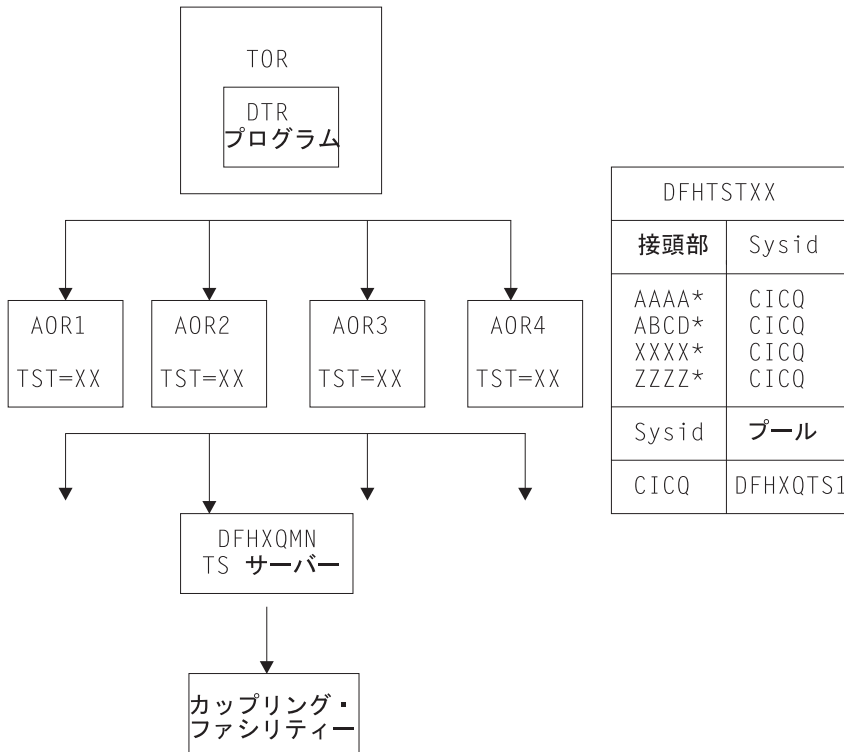 TOR
DTR
プログラム
AOR1
TST=XX
AOR2
TST=XX
AOR3
TST=XX
AOR4
TST=XX
DFHXQMN
TS サーバー
カップリング・
ファシリティー
DFHTSTXX
接頭部 Sysid
AAAA* CICQ
ABCD* CICQ
XXXX* CICQ
ZZZZ* CICQ
Sysid プール
CICQ DFHXQTS1